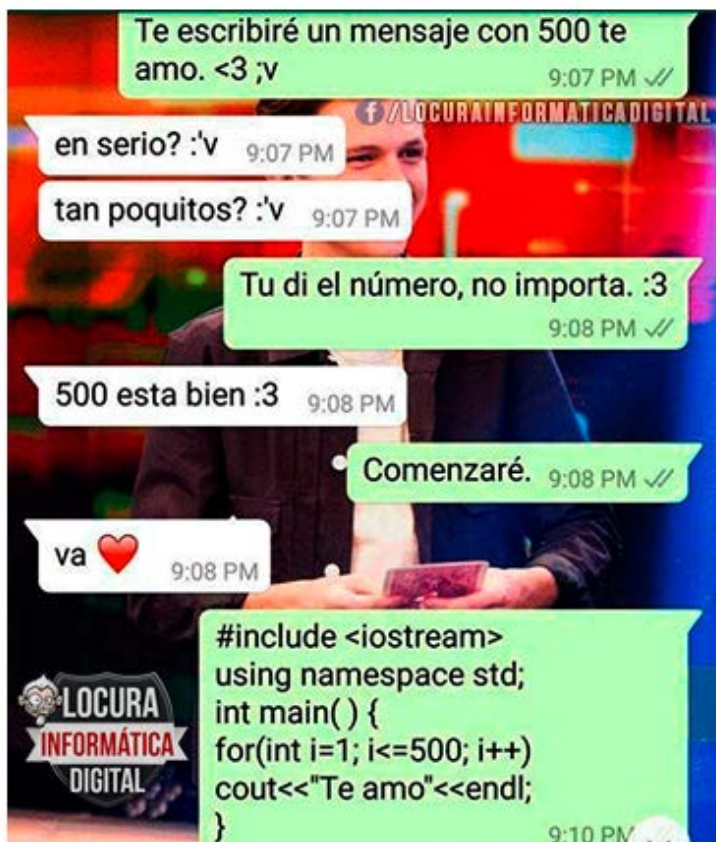 Te escribiré un mensaje con 500 te
amo. <3 ;v
9:07 PM
f/LOCURAINFORMATICADIGITAL
en serio? :'v 9:07 PM
tan poquitos? :'v 9:07 PM
Tu di el número, no importa. :3
9:08 PM
500 esta bien :3 9:08 PM
Comenzaré. 9:08 PM
va ❤️ 9:08 PM
#include <iostream>
using namespace std;
int main( ) {
for(int i=1; i<=500; i++)
cout<<"Te amo"<<endl;
}
9:10 PM
LOCURA
INFORMÁTICA
DIGITAL